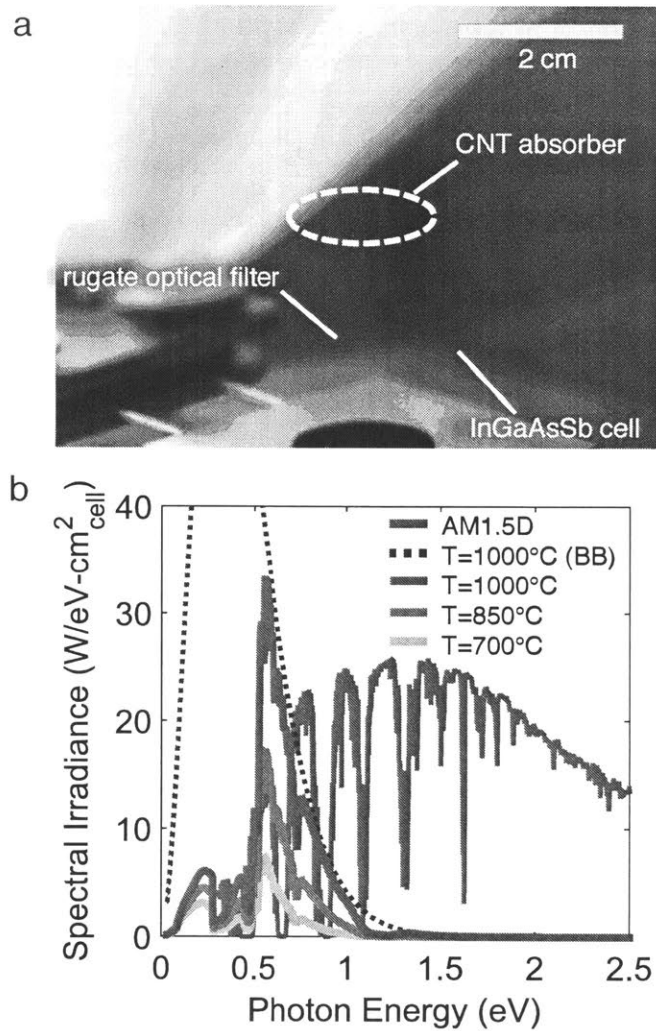 a
2 cm
CNT absorber
rugate optical filter
InGaAsSb cell
b
Spectral Irradiance (W/eV-cm²cell)
40
30
20
10
0
AM1.5D
T=1000°C (BB)
T=1000°C
T=850°C
T=700°C
0 0.5 1 1.5 2 2.5
Photon Energy (eV)